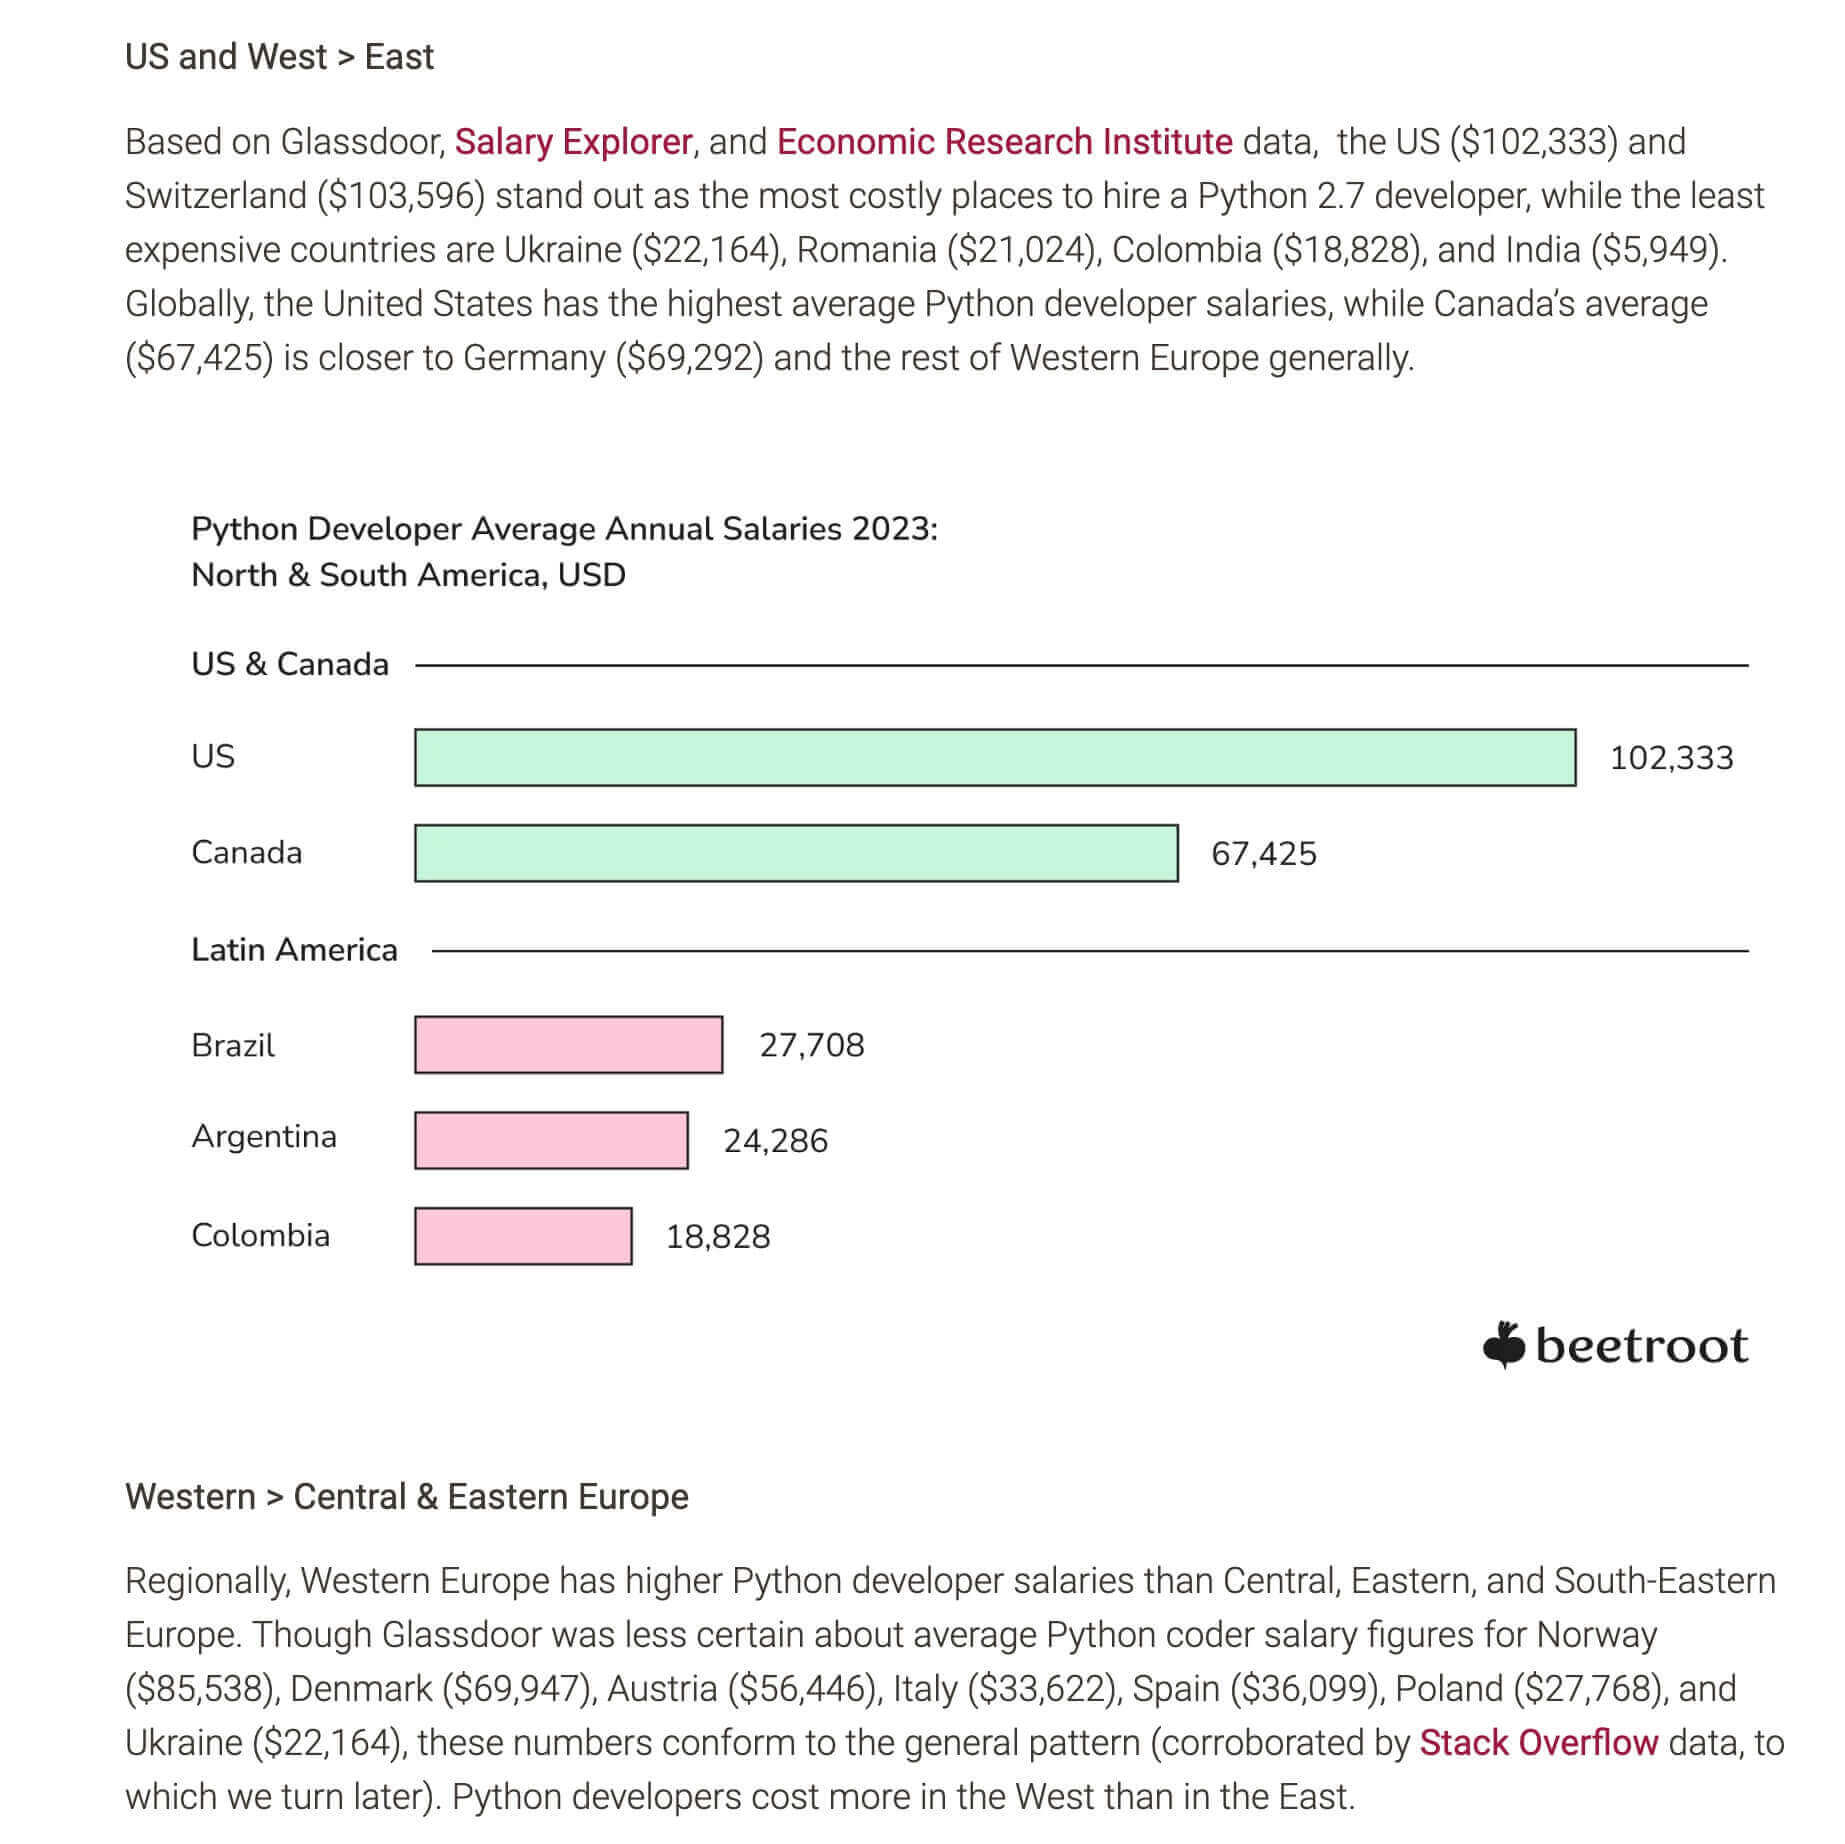 US and West > East
Based on Glassdoor, Salary Explorer, and Economic Research Institute data,  the US ($102,333) and
Switzerland ($103,596) stand out as the most costly places to hire a Python 2.7 developer, while the least
expensive countries are Ukraine ($22,164), Romania ($21,024), Colombia ($18,828), and India ($5,949).
Globally, the United States has the highest average Python developer salaries, while Canada’s average
($67,425) is closer to Germany ($69,292) and the rest of Western Europe generally.
Python Developer Average Annual Salaries 2023:
North & South America, USD
US & Canada
US 102,333
Canada 67,425
Latin America
Brazil 27,708
Argentina 24,286
Colombia 18,828
beetroot
Western > Central & Eastern Europe
Regionally, Western Europe has higher Python developer salaries than Central, Eastern, and South-Eastern
Europe. Though Glassdoor was less certain about average Python coder salary figures for Norway
($85,538), Denmark ($69,947), Austria ($56,446), Italy ($33,622), Spain ($36,099), Poland ($27,768), and
Ukraine ($22,164), these numbers conform to the general pattern (corroborated by Stack Overflow data, to
which we turn later). Python developers cost more in the West than in the East.